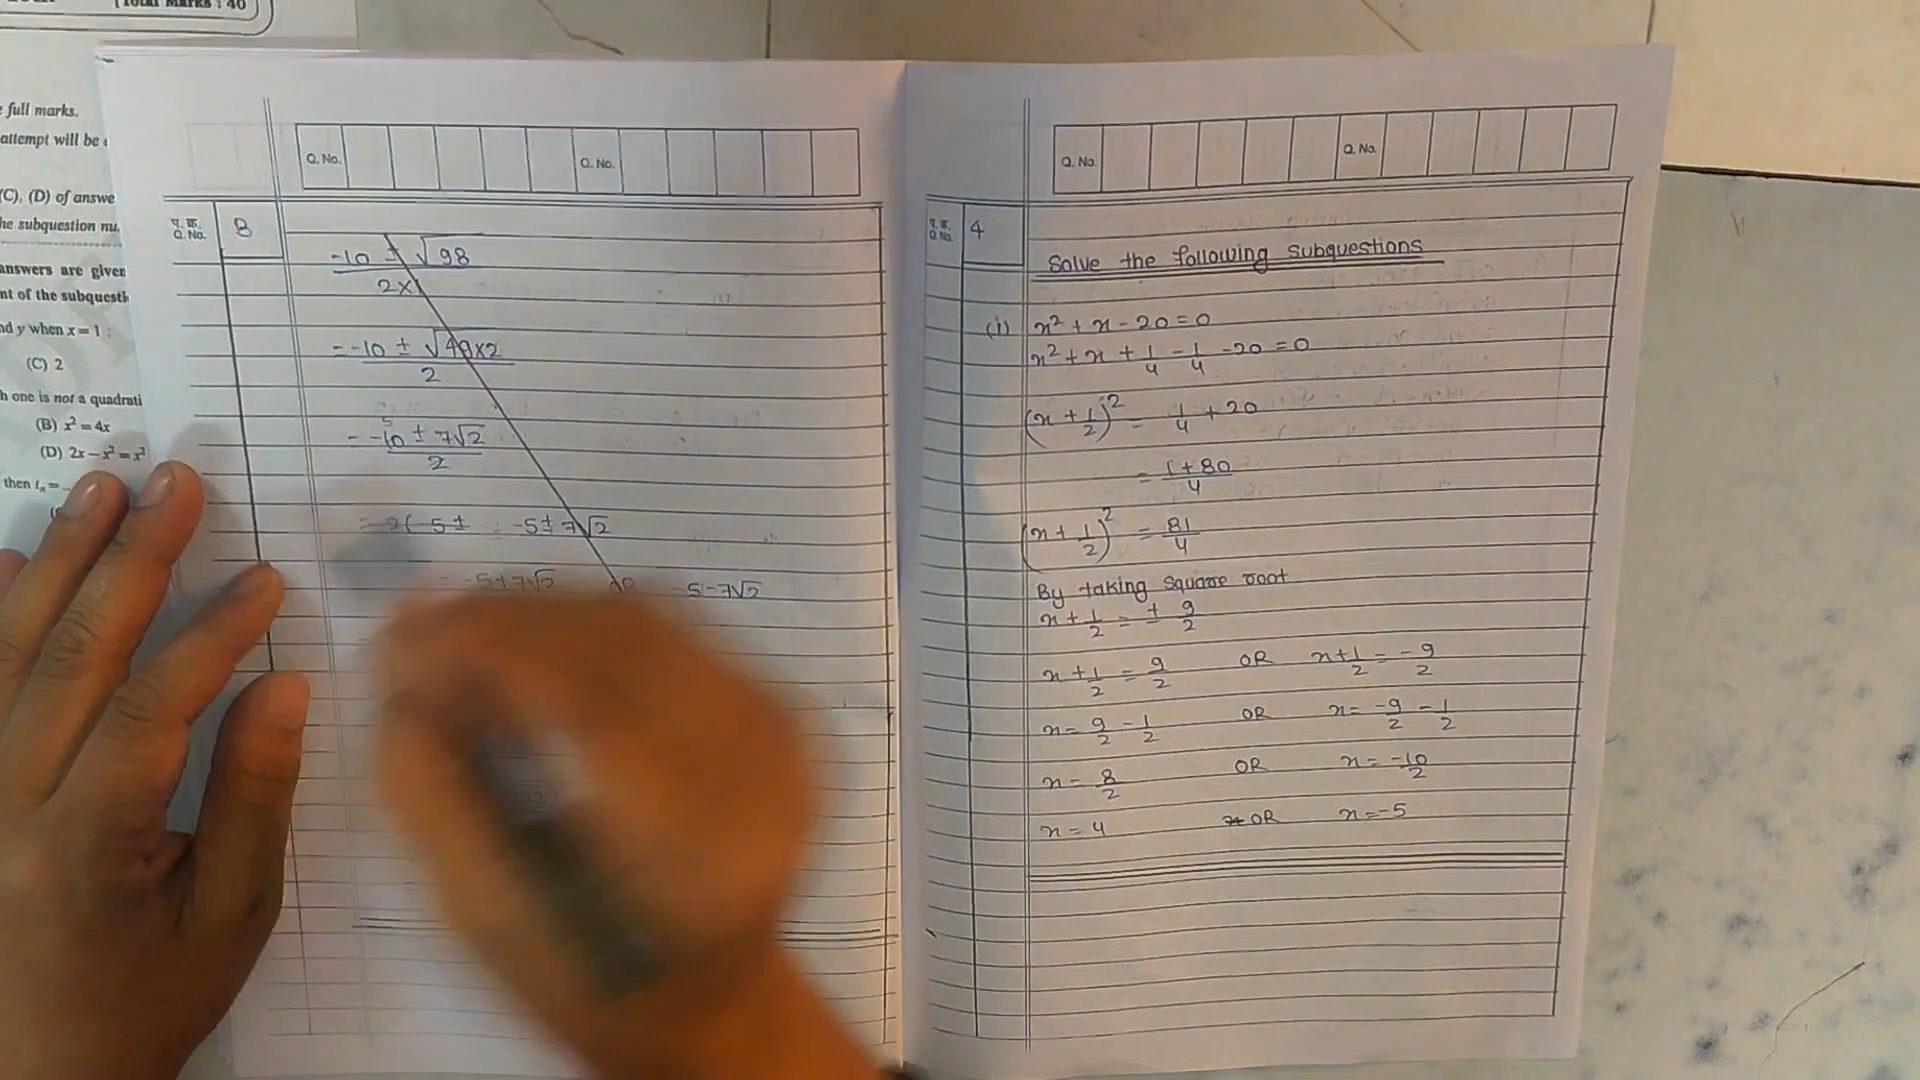 [Total Marks : 40
full marks.
attempt will be
(C), (D) of answe
he subquestion nu.
answers are given
nt of the subquesti
nd y when x = 1 :
(C) 2
h one is not a quadrati
(B) x² = 4x
(D) 2x – x² = x²
then tₙ =
Q. No. Q. No.
प्र. क्र. Q. No. 3
-10 ± √98 / 2×1
= -10 ± √49×2 / 2
= -10 ± 7√2 / 2
5
= 2(-5 ± = -5 ± 7√2
= -5+7√2 OR -5-7√2
Q. No. Q. No.
प्र. क्र. Q. No. 4
Solve the following subquestions
(i) x² + x - 20 = 0
x² + x + 1/4 - 1/4 - 20 = 0
(x + 1/2)² = 1/4 + 20
= 1+80 / 4
(x + 1/2)² = 81/4
By taking square root
x + 1/2 = ± 9/2
x + 1/2 = 9/2 OR x + 1/2 = -9/2
x = 9/2 - 1/2 OR x = -9/2 - 1/2
x = 8/2 OR x = -10/2
x = 4 OR x = -5